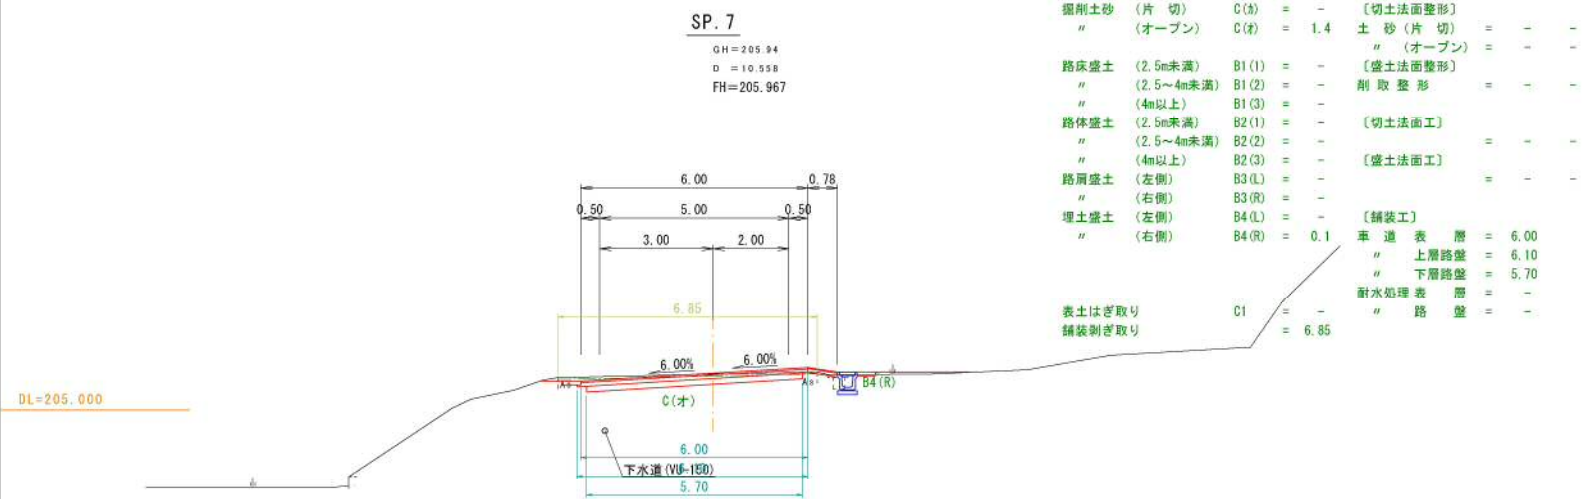 SP. 7
GH=205.94
D =10.558
FH=205.967
掘削土砂 (片 切) C(カ) = -
〃 (オープン) C(オ) = 1.4
路床盛土 (2.5m未満) B1(1) = -
〃 (2.5〜4m未満) B1(2) = -
〃 (4m以上) B1(3) = -
路体盛土 (2.5m未満) B2(1) = -
〃 (2.5〜4m未満) B2(2) = -
〃 (4m以上) B2(3) = -
路肩盛土 (左側) B3(L) = -
〃 (右側) B3(R) = -
埋土盛土 (左側) B4(L) = -
〃 (右側) B4(R) = 0.1
表土はぎ取り C1 = -
舗装剥ぎ取り = 6.85
[切土法面整形]
土 砂 (片 切) = - -
〃 (オープン) = - -
[盛土法面整形]
削 取 整 形 = - -
[切土法面工]
= - -
[盛土法面工]
= - -
[舗装工]
車 道 表 層 = 6.00
〃 上層路盤 = 6.10
〃 下層路盤 = 5.70
耐水処理 表 層 = -
〃 路 盤 = -
6.00 0.78
0.50 5.00 0.50
3.00 2.00
6.85
6.00% 6.00%
B4(R)
C(オ)
DL=205.000
6.00
下水道(VU-150)
5.70